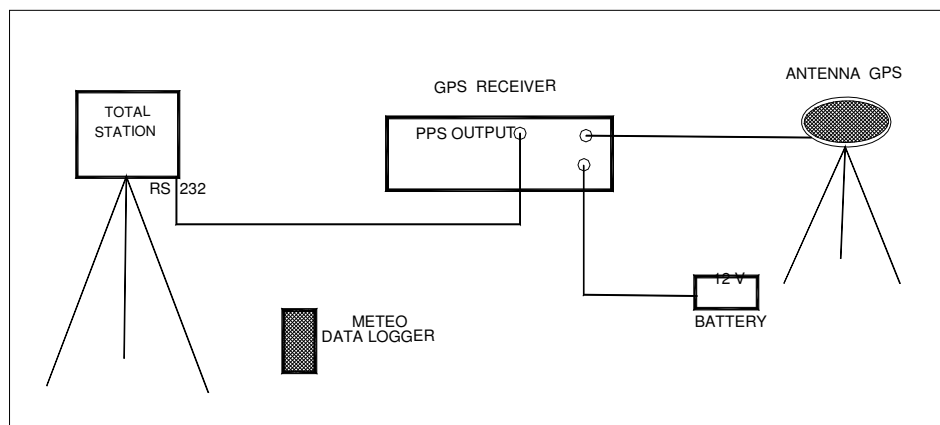 ANTENNA GPS
GPS RECEIVER
TOTAL
STATION
PPS OUTPUT
RS 232
12 V
BATTERY
METEO
DATA LOGGER